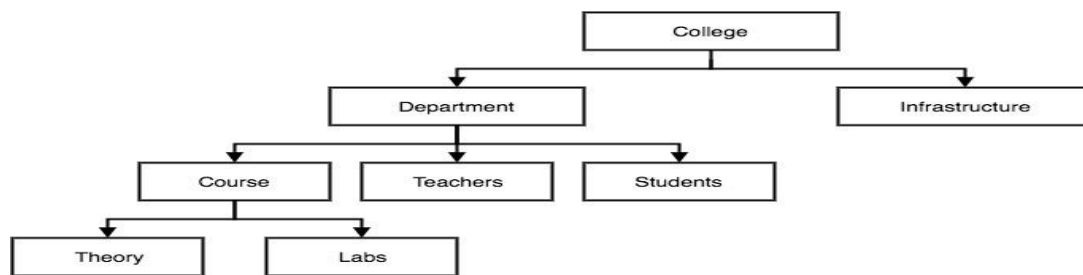 College
Department
Infrastructure
Course
Teachers
Students
Theory
Labs